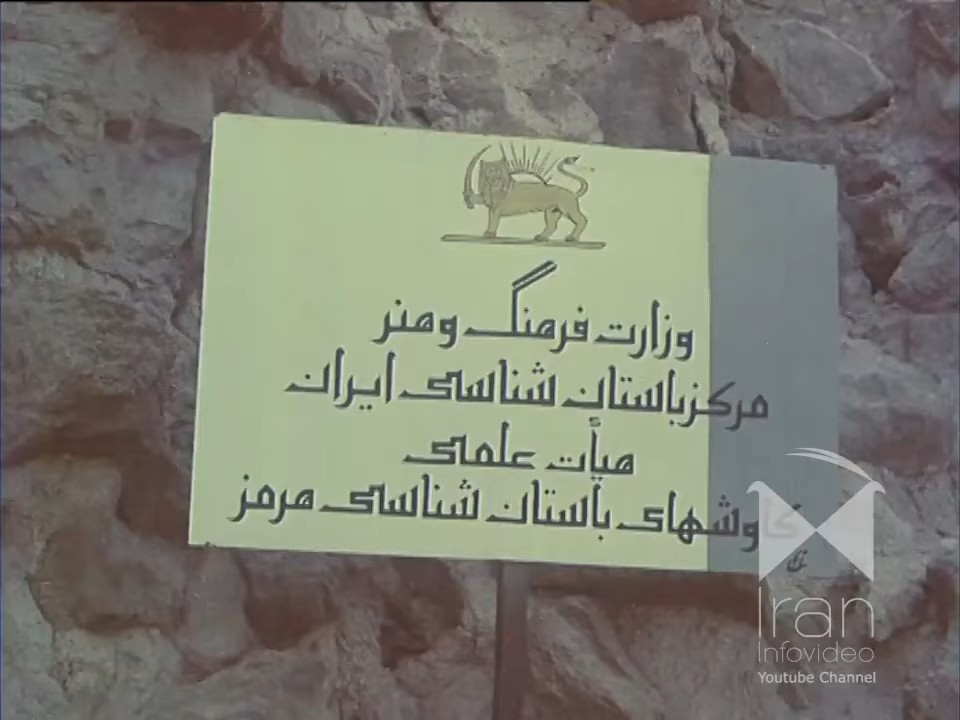 وزارت فرهنگ و هنر
مرکز باستان شناسی ایران
هیأت علمی
کاوشهای باستان شناسی هرمز
Iran
Infovideo
Youtube Channel